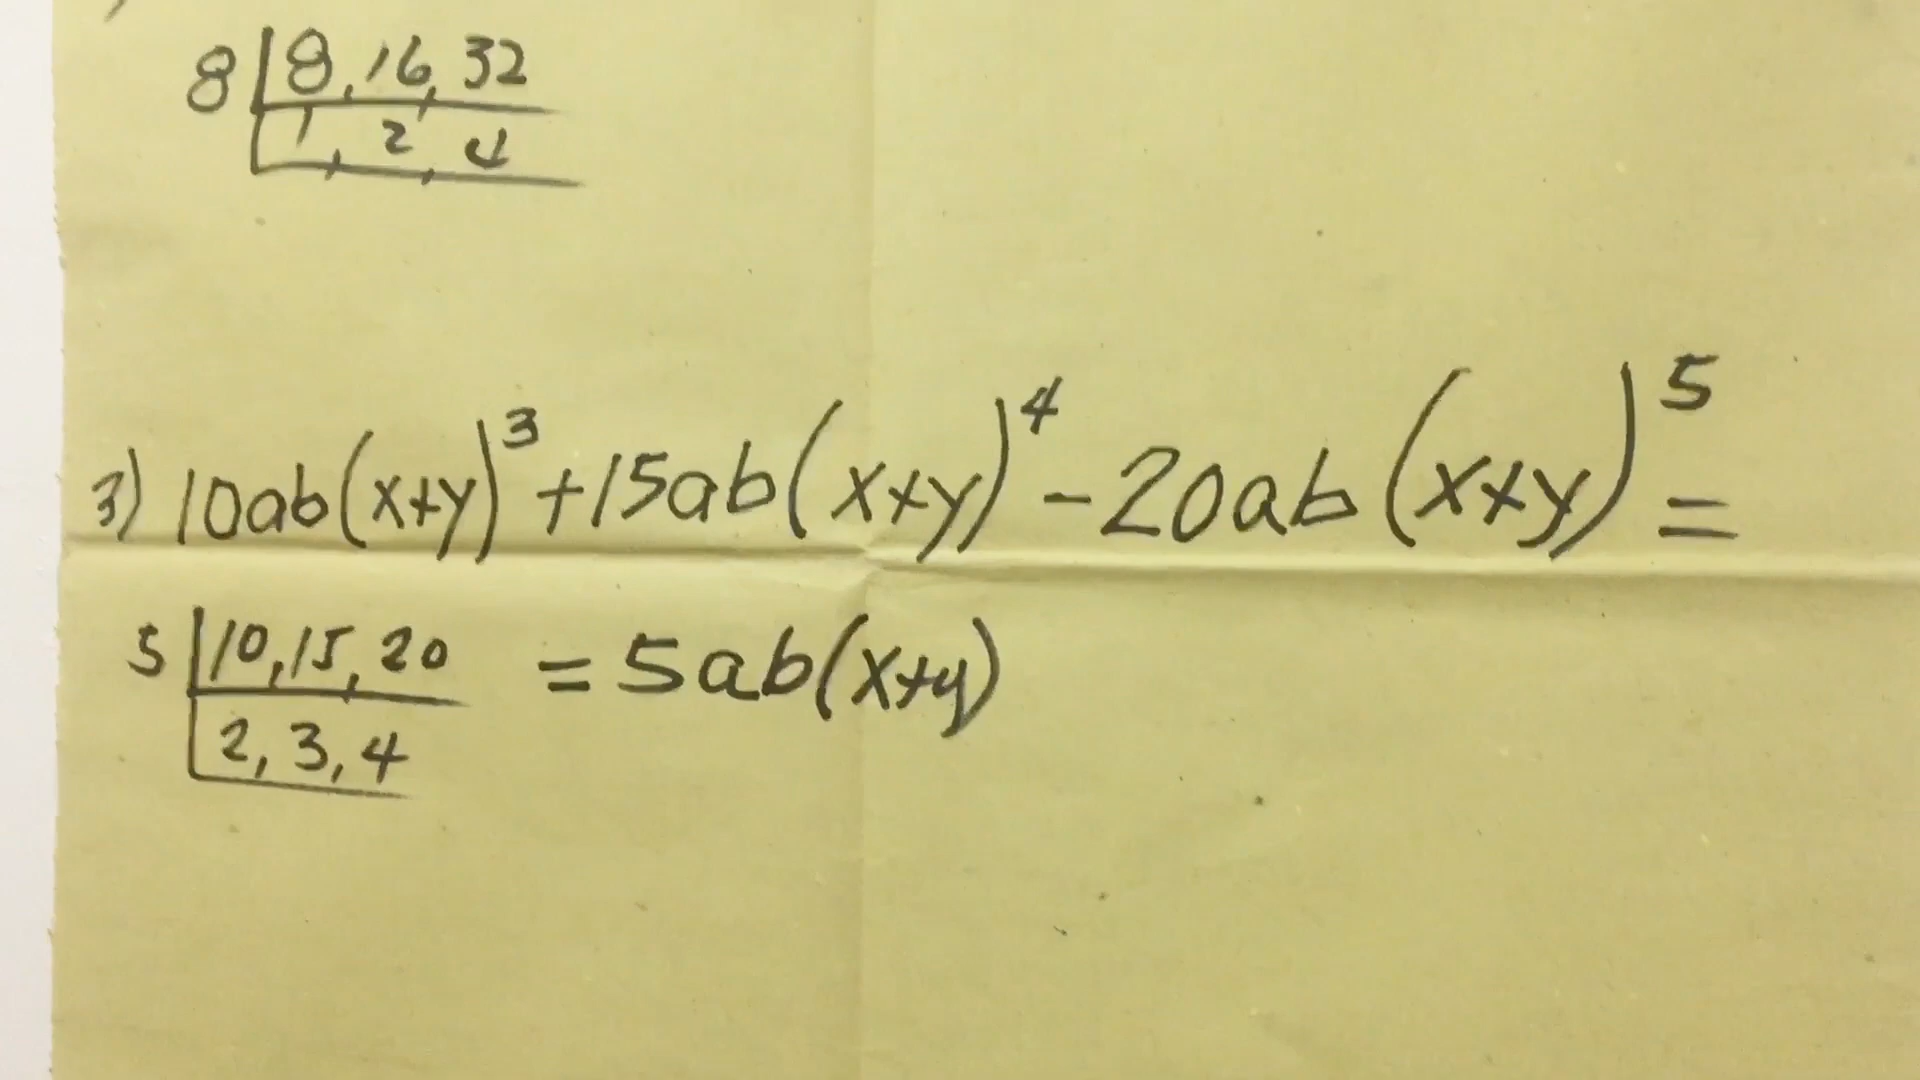 8 | 8, 16, 32
1, 2, 4
3) 10ab(x+y)³ + 15ab(x+y)⁴ - 20ab(x+y)⁵ =
5 | 10, 15, 20 = 5ab(x+y)
2, 3, 4